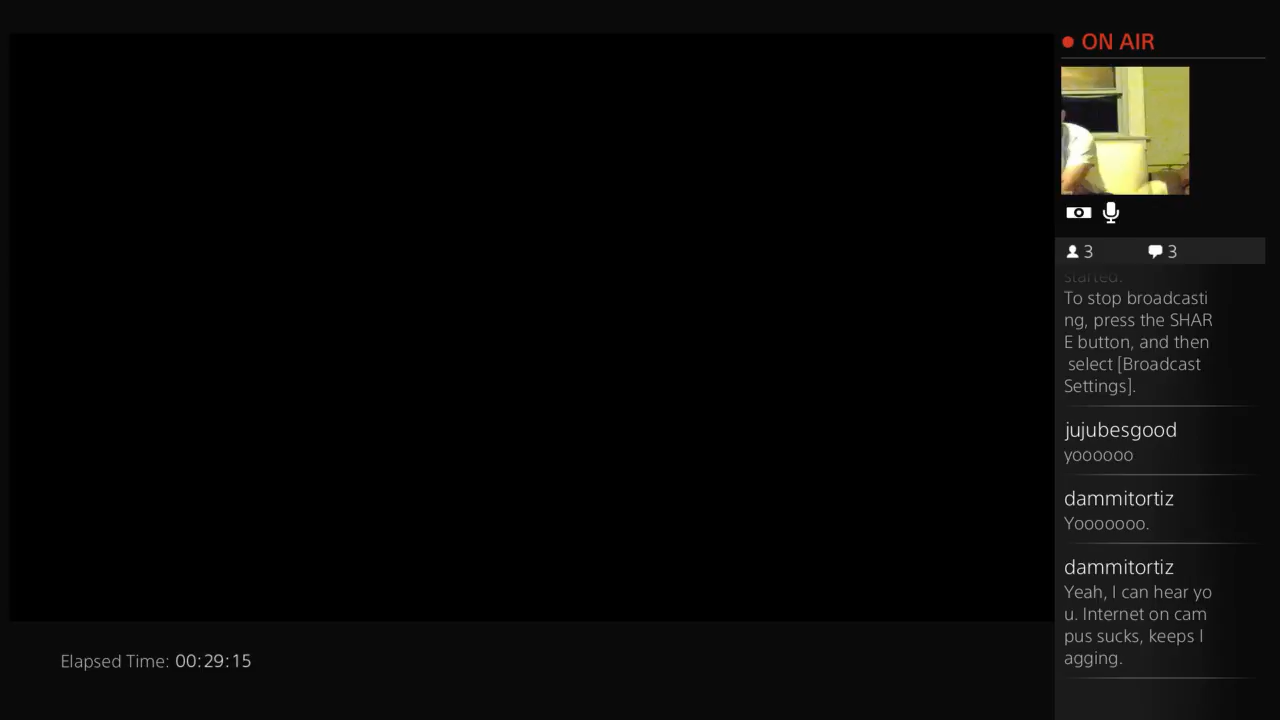 ON AIR
3 3
started.
To stop broadcasti
ng, press the SHAR
E button, and then
select [Broadcast
Settings].
jujubesgood
yoooooo
dammitortiz
Yooooooo.
dammitortiz
Yeah, I can hear yo
u. Internet on cam
pus sucks, keeps l
agging.
Elapsed Time: 00:29:15